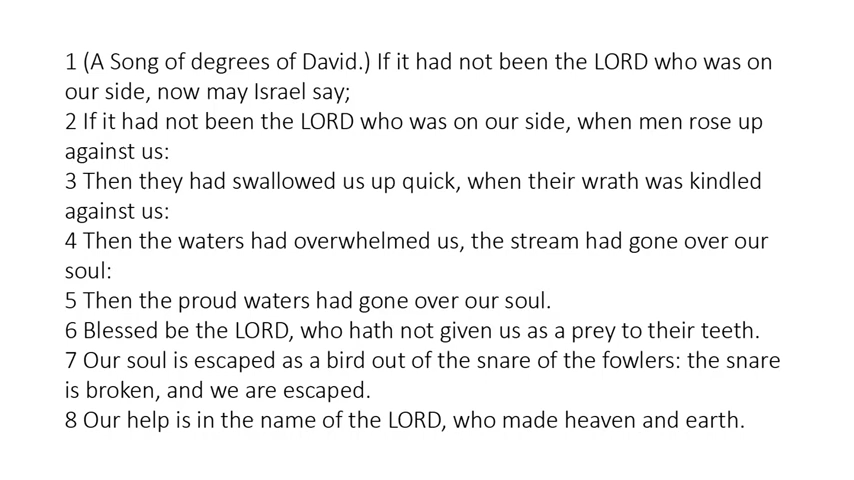 1 (A Song of degrees of David.) If it had not been the LORD who was on
our side, now may Israel say;
2 If it had not been the LORD who was on our side, when men rose up
against us:
3 Then they had swallowed us up quick, when their wrath was kindled
against us:
4 Then the waters had overwhelmed us, the stream had gone over our
soul:
5 Then the proud waters had gone over our soul.
6 Blessed be the LORD, who hath not given us as a prey to their teeth.
7 Our soul is escaped as a bird out of the snare of the fowlers: the snare
is broken, and we are escaped.
8 Our help is in the name of the LORD, who made heaven and earth.